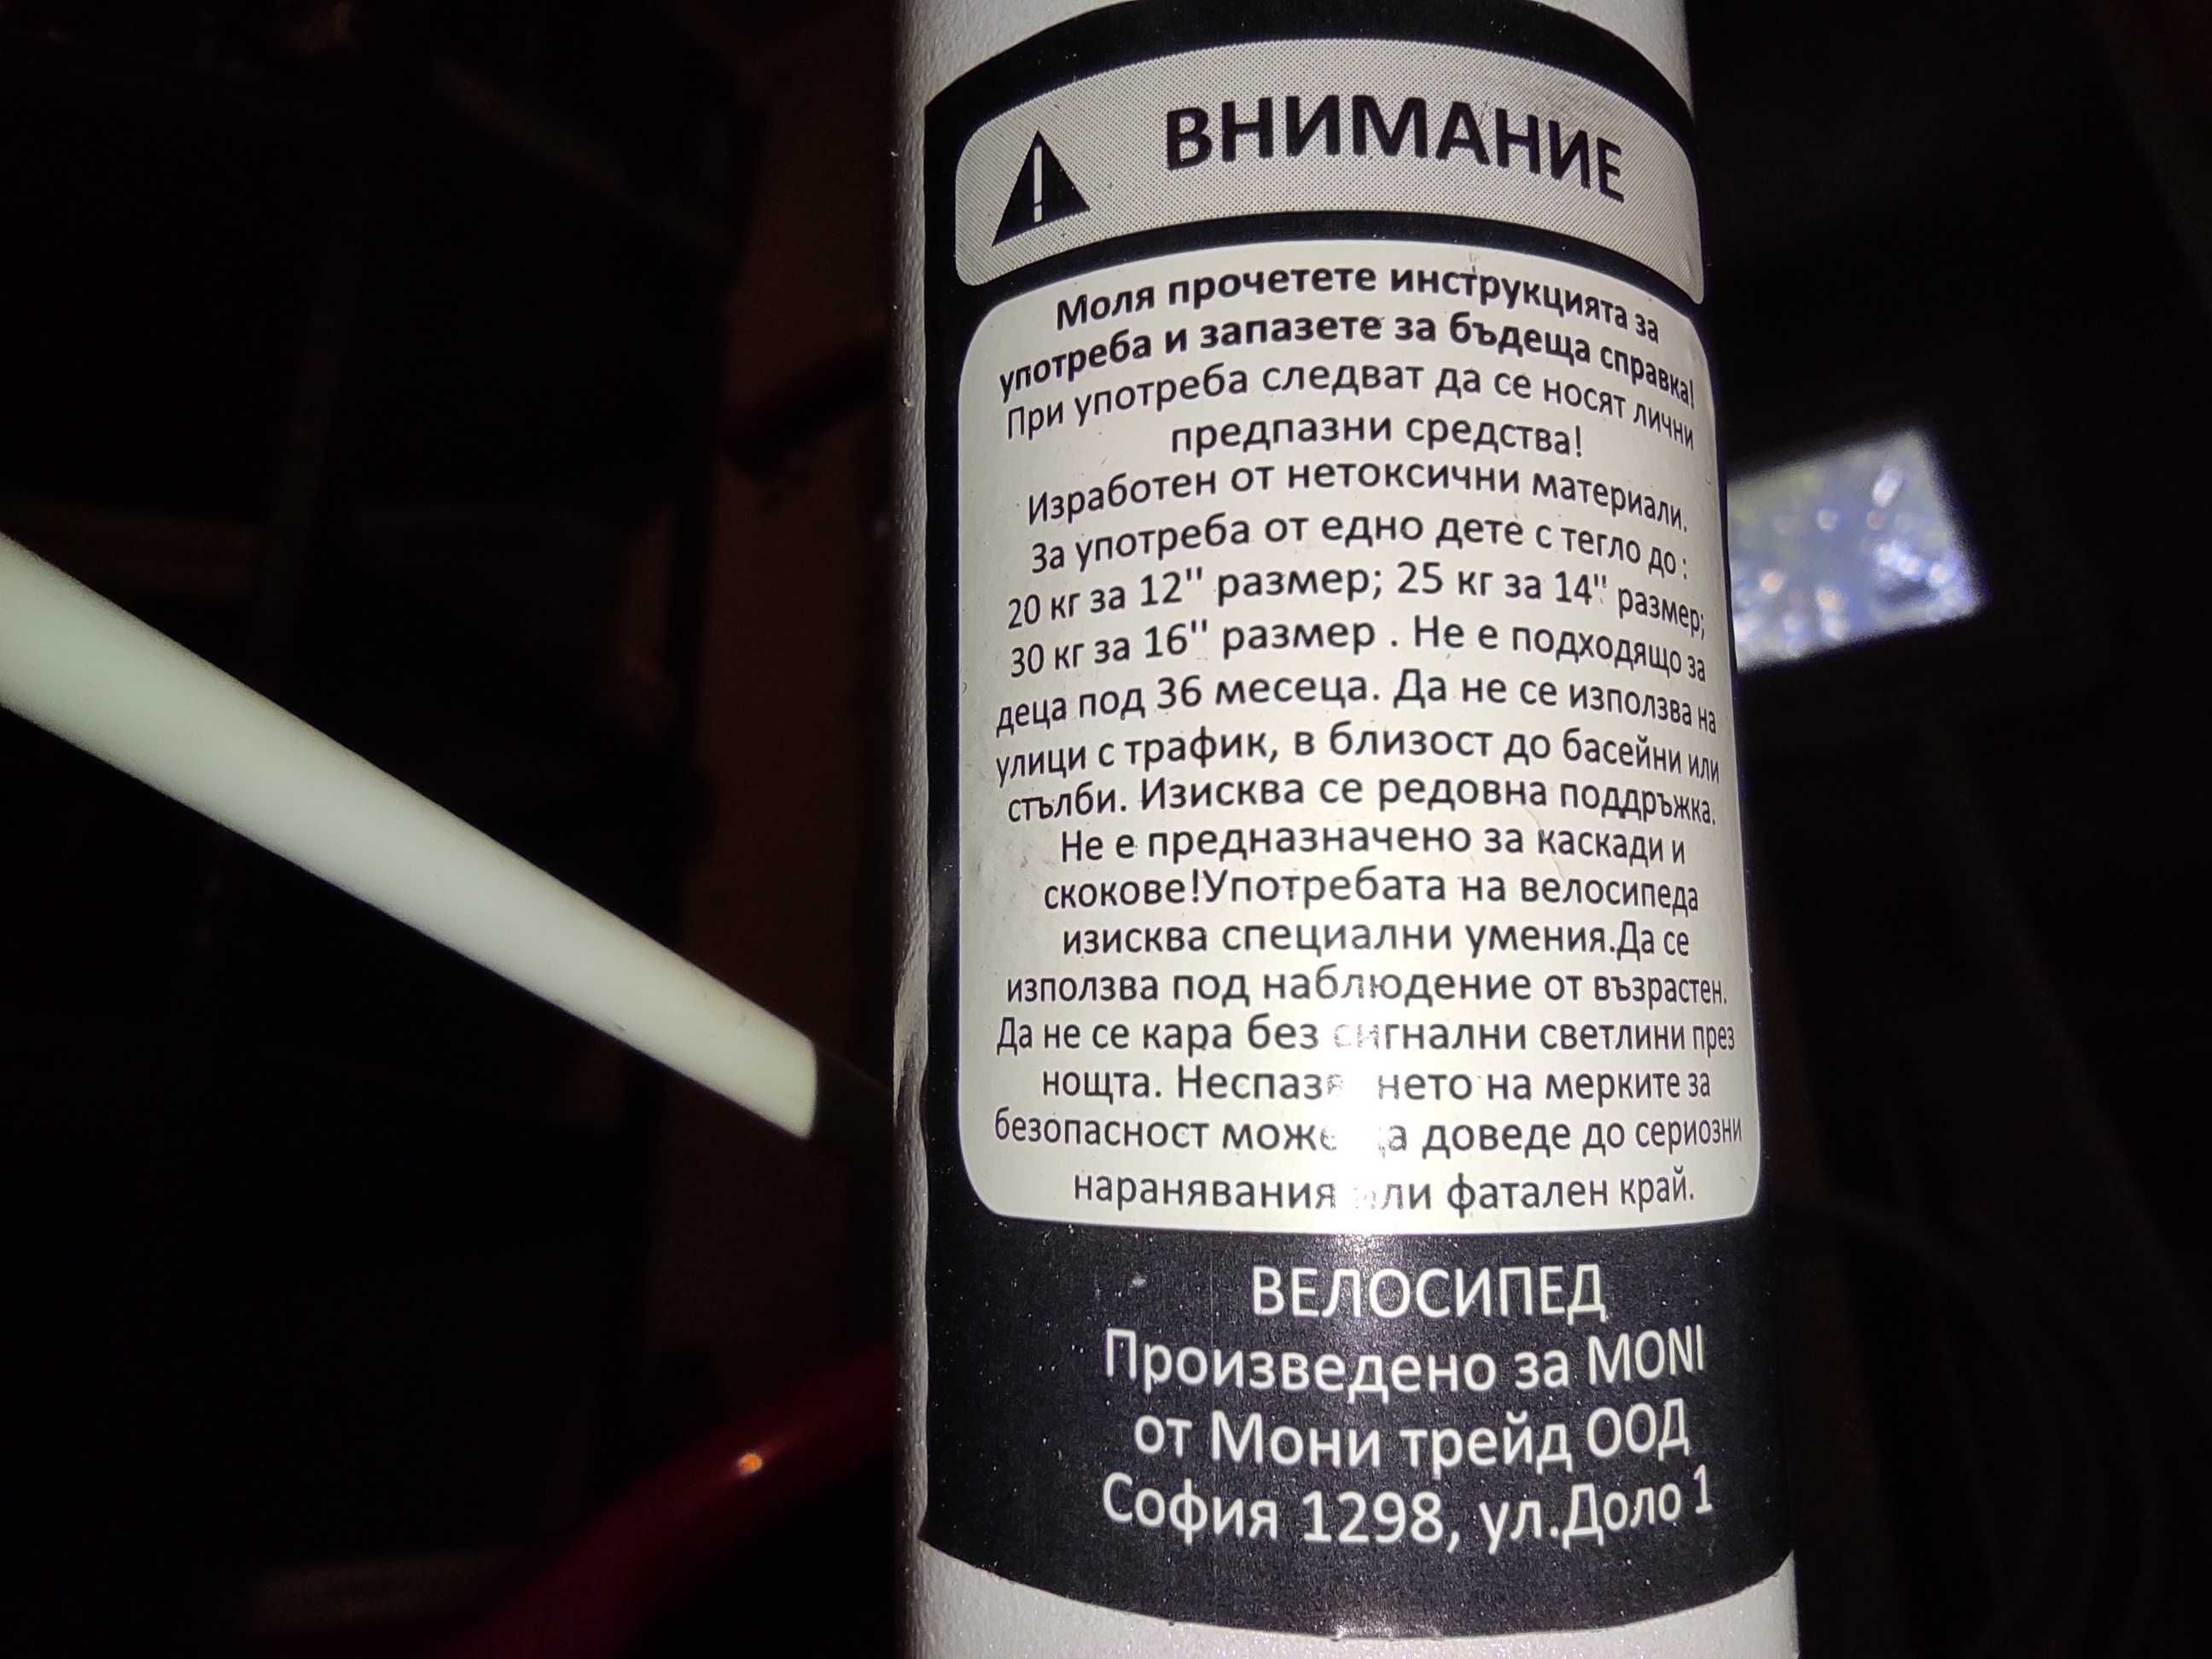 ВНИМАНИЕ
Моля прочетете инструкцията за
употреба и запазете за бъдеща справка!
При употреба следват да се носят лични
предпазни средства!
Изработен от нетоксични материали.
За употреба от едно дете с тегло до:
20 кг за 12" размер; 25 кг за 14" размер;
30 кг за 16" размер . Не е подходящо за
деца под 36 месеца. Да не се използва на
улици с трафик, в близост до басейни или
стълби. Изисква се редовна поддръжка.
Не е предназначено за каскади и
скокове!Употребата на велосипеда
изисква специални умения.Да се
използва под наблюдение от възрастен.
Да не се кара без сигнални светлини през
нощта. на мерките за
безопасност доведе до сериозни
наранявания или фатален край.
ВЕЛОСИПЕД
Произведено за MONI
от Мони трейд ООД
София 1298, ул.Доло 1